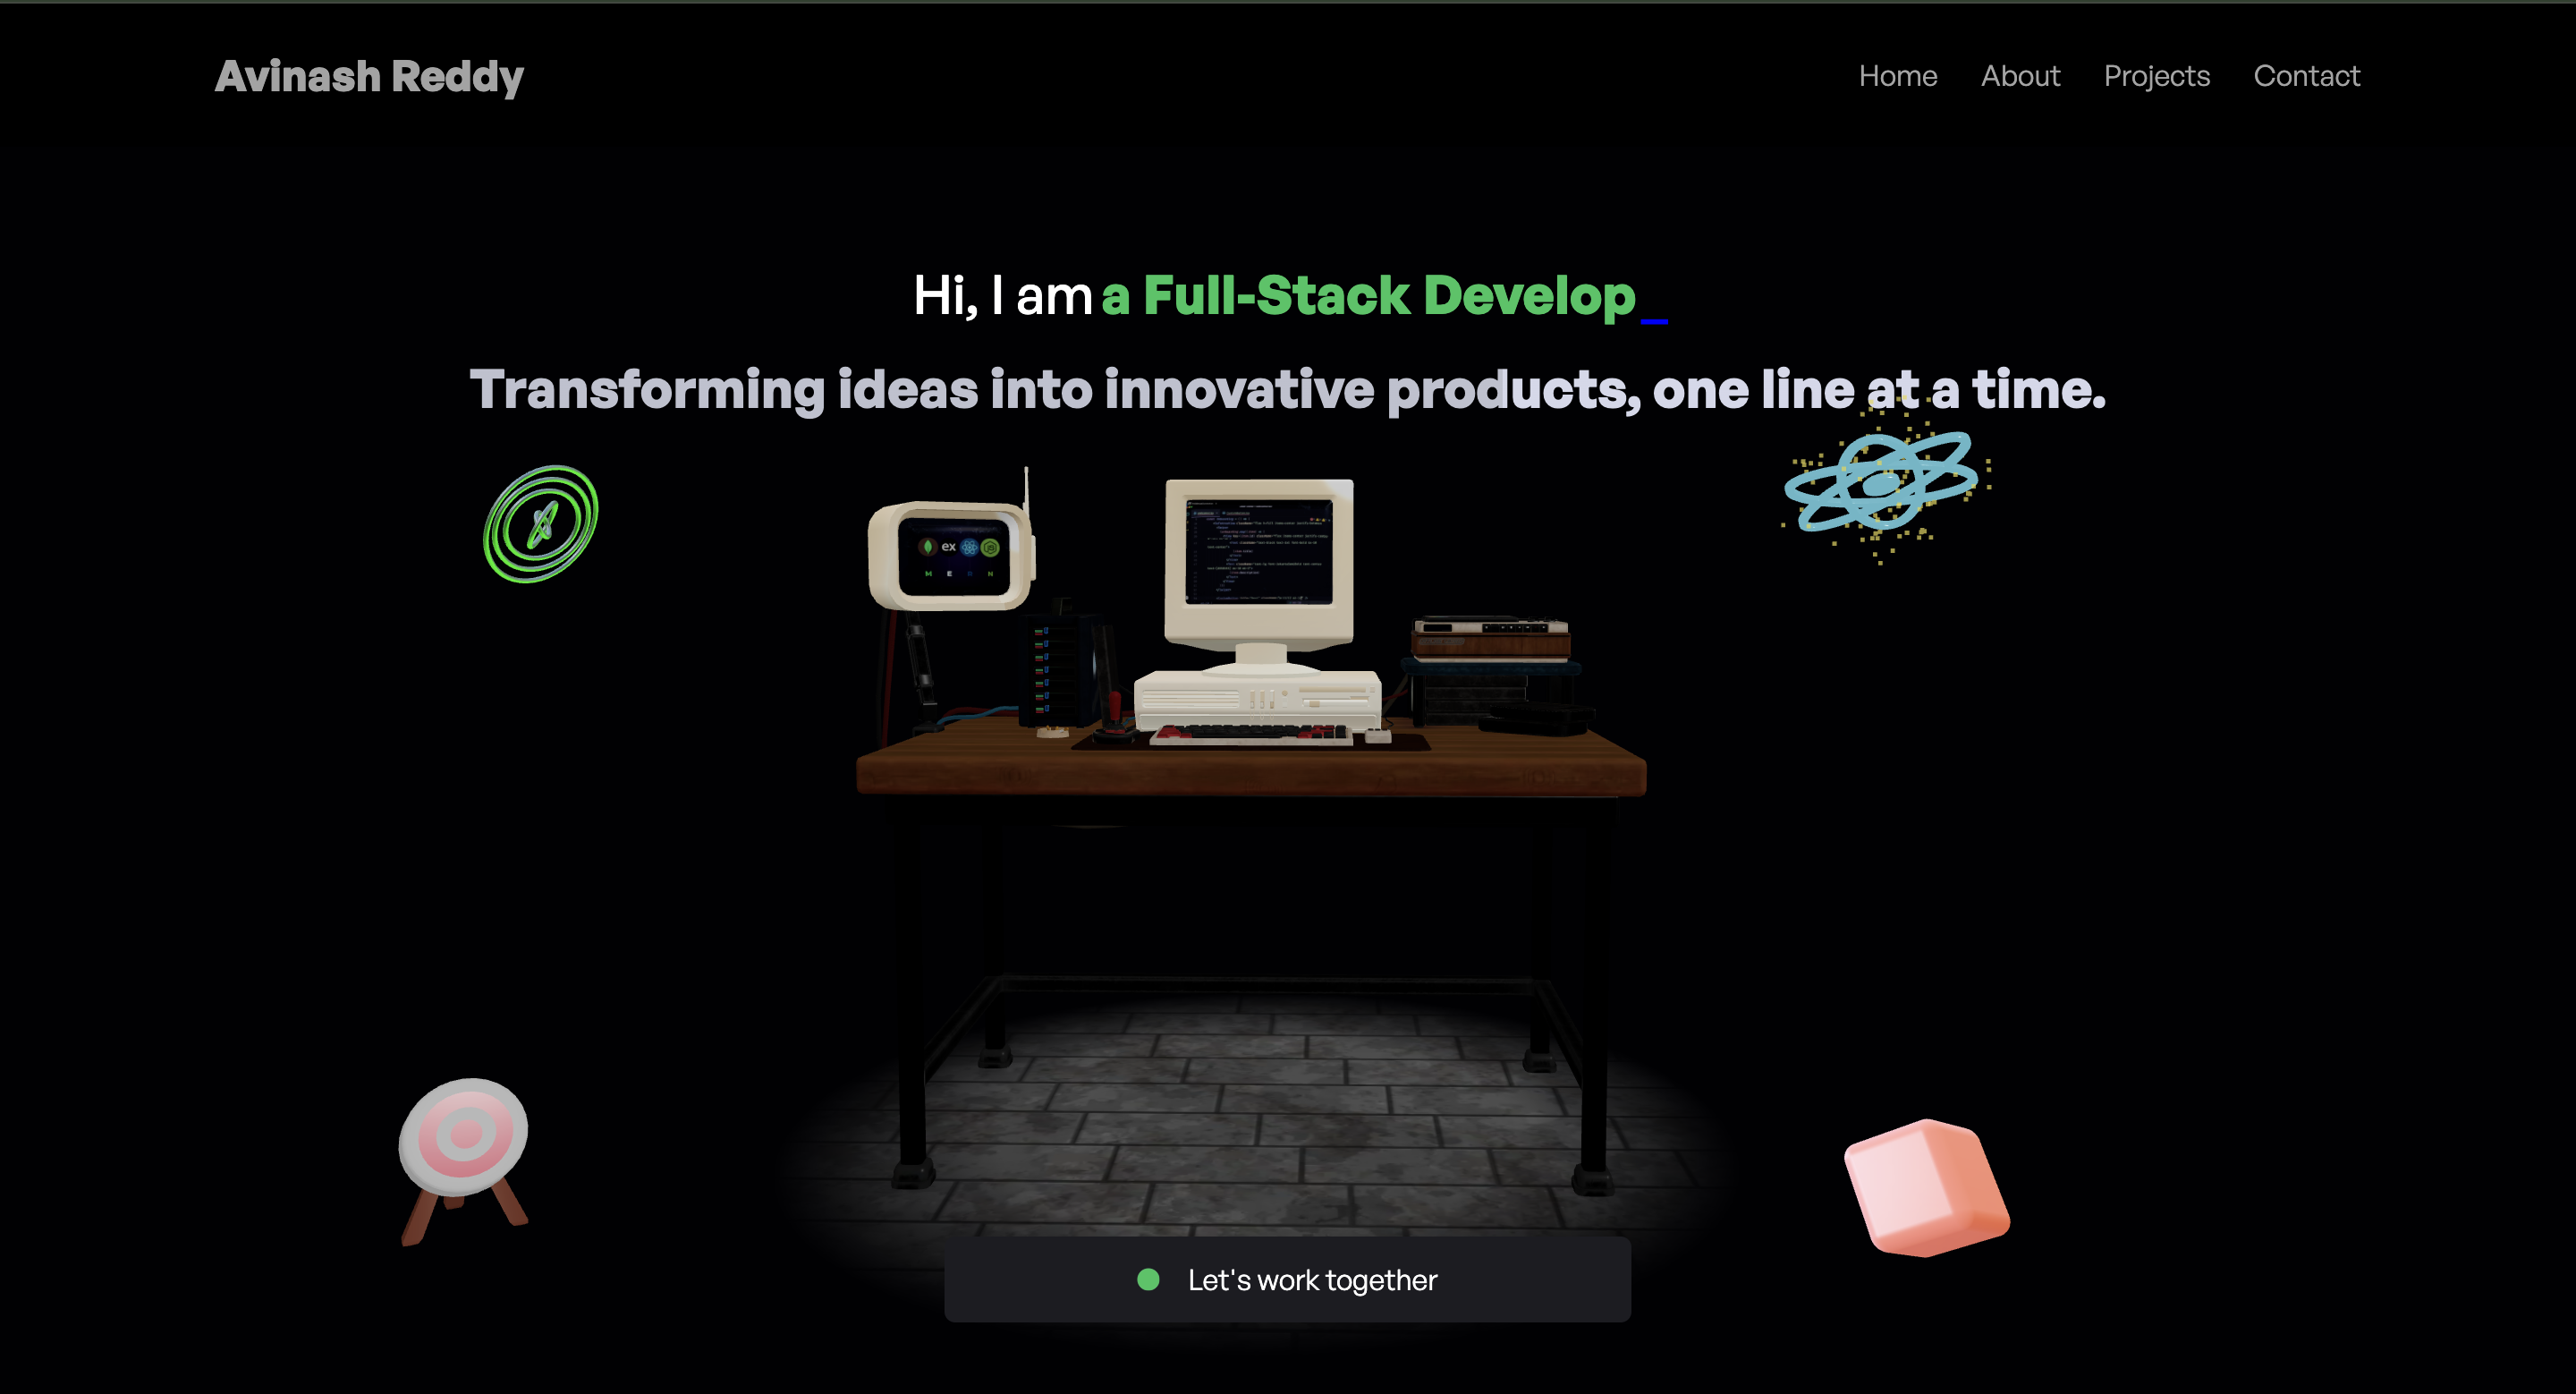 Avinash Reddy
Home About Projects Contact
Hi, I am a Full-Stack Develop_
Transforming ideas into innovative products, one line at a time.
ex
M E R N
Let's work together